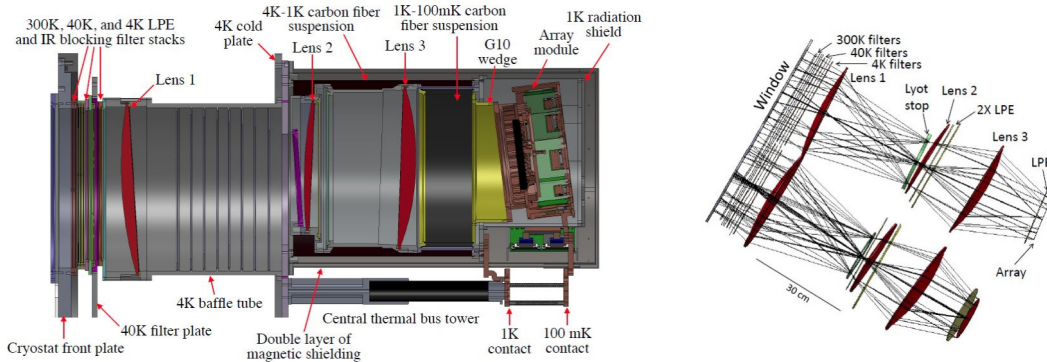 300K, 40K, and 4K LPE
and IR blocking filter stacks
4K cold
plate
4K-1K carbon fiber
suspension
1K-100mK carbon fiber
suspension
G10
wedge
Array
module
1K radiation
shield
Lens 1
Lens 2
Lens 3
Cryostat front plate
40K filter plate
4K baffle tube
Double layer of
magnetic shielding
Central thermal bus tower
1K
contact
100 mK
contact
Window
300K filters
40K filters
4K filters
Lens 1
Lyot
stop
Lens 2
2X LPE
Lens 3
LPE
Array
30 cm